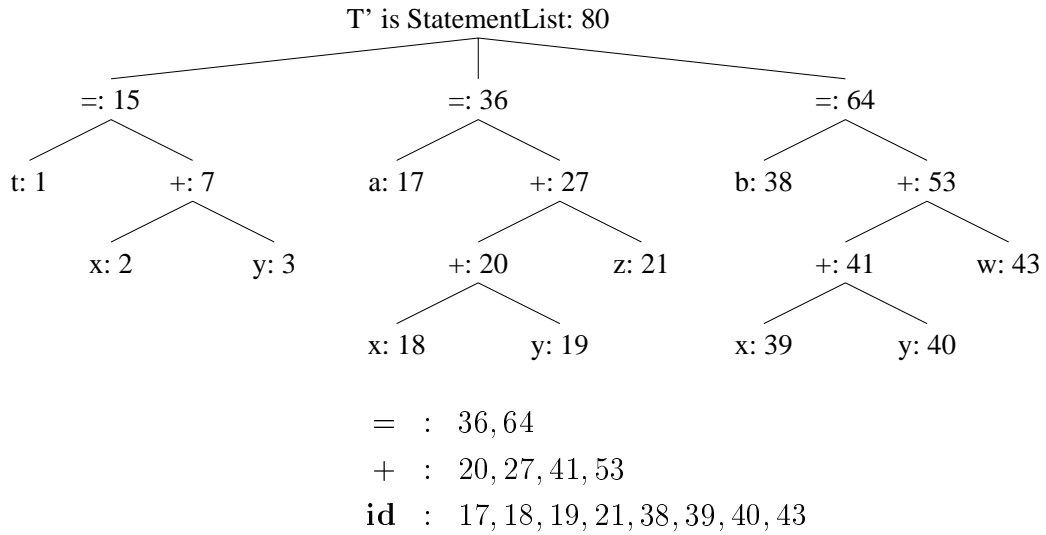 T’ is StatementList: 80
=: 15 =: 36 =: 64
t: 1 +: 7 a: 17 +: 27 b: 38 +: 53
x: 2 y: 3 +: 20 z: 21 +: 41 w: 43
x: 18 y: 19 x: 39 y: 40
= : 36, 64
+ : 20, 27, 41, 53
id : 17, 18, 19, 21, 38, 39, 40, 43